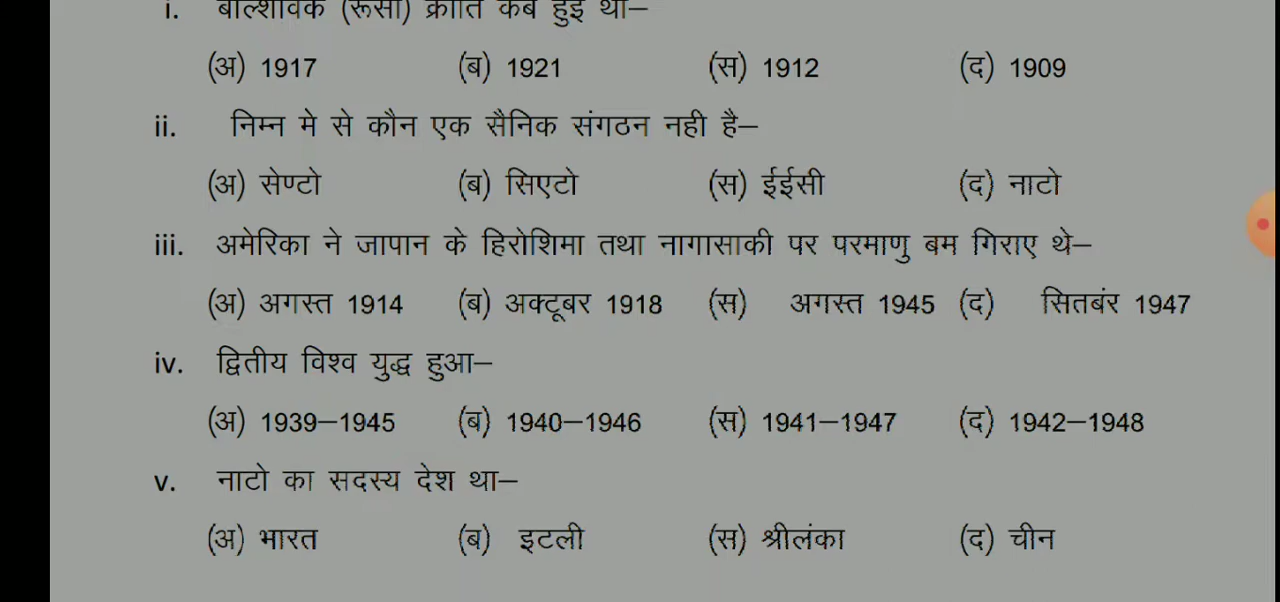 i. बोल्शेविक (रूसी) क्रांति कब हुई थी–
(अ) 1917 (ब) 1921 (स) 1912 (द) 1909
ii. निम्न मे से कौन एक सैनिक संगठन नही है–
(अ) सेण्टो (ब) सिएटो (स) ईईसी (द) नाटो
iii. अमेरिका ने जापान के हिरोशिमा तथा नागासाकी पर परमाणु बम गिराए थे–
(अ) अगस्त 1914 (ब) अक्टूबर 1918 (स) अगस्त 1945 (द) सितबंर 1947
iv. द्वितीय विश्व युद्ध हुआ–
(अ) 1939–1945 (ब) 1940–1946 (स) 1941–1947 (द) 1942–1948
v. नाटो का सदस्य देश था–
(अ) भारत (ब) इटली (स) श्रीलंका (द) चीन